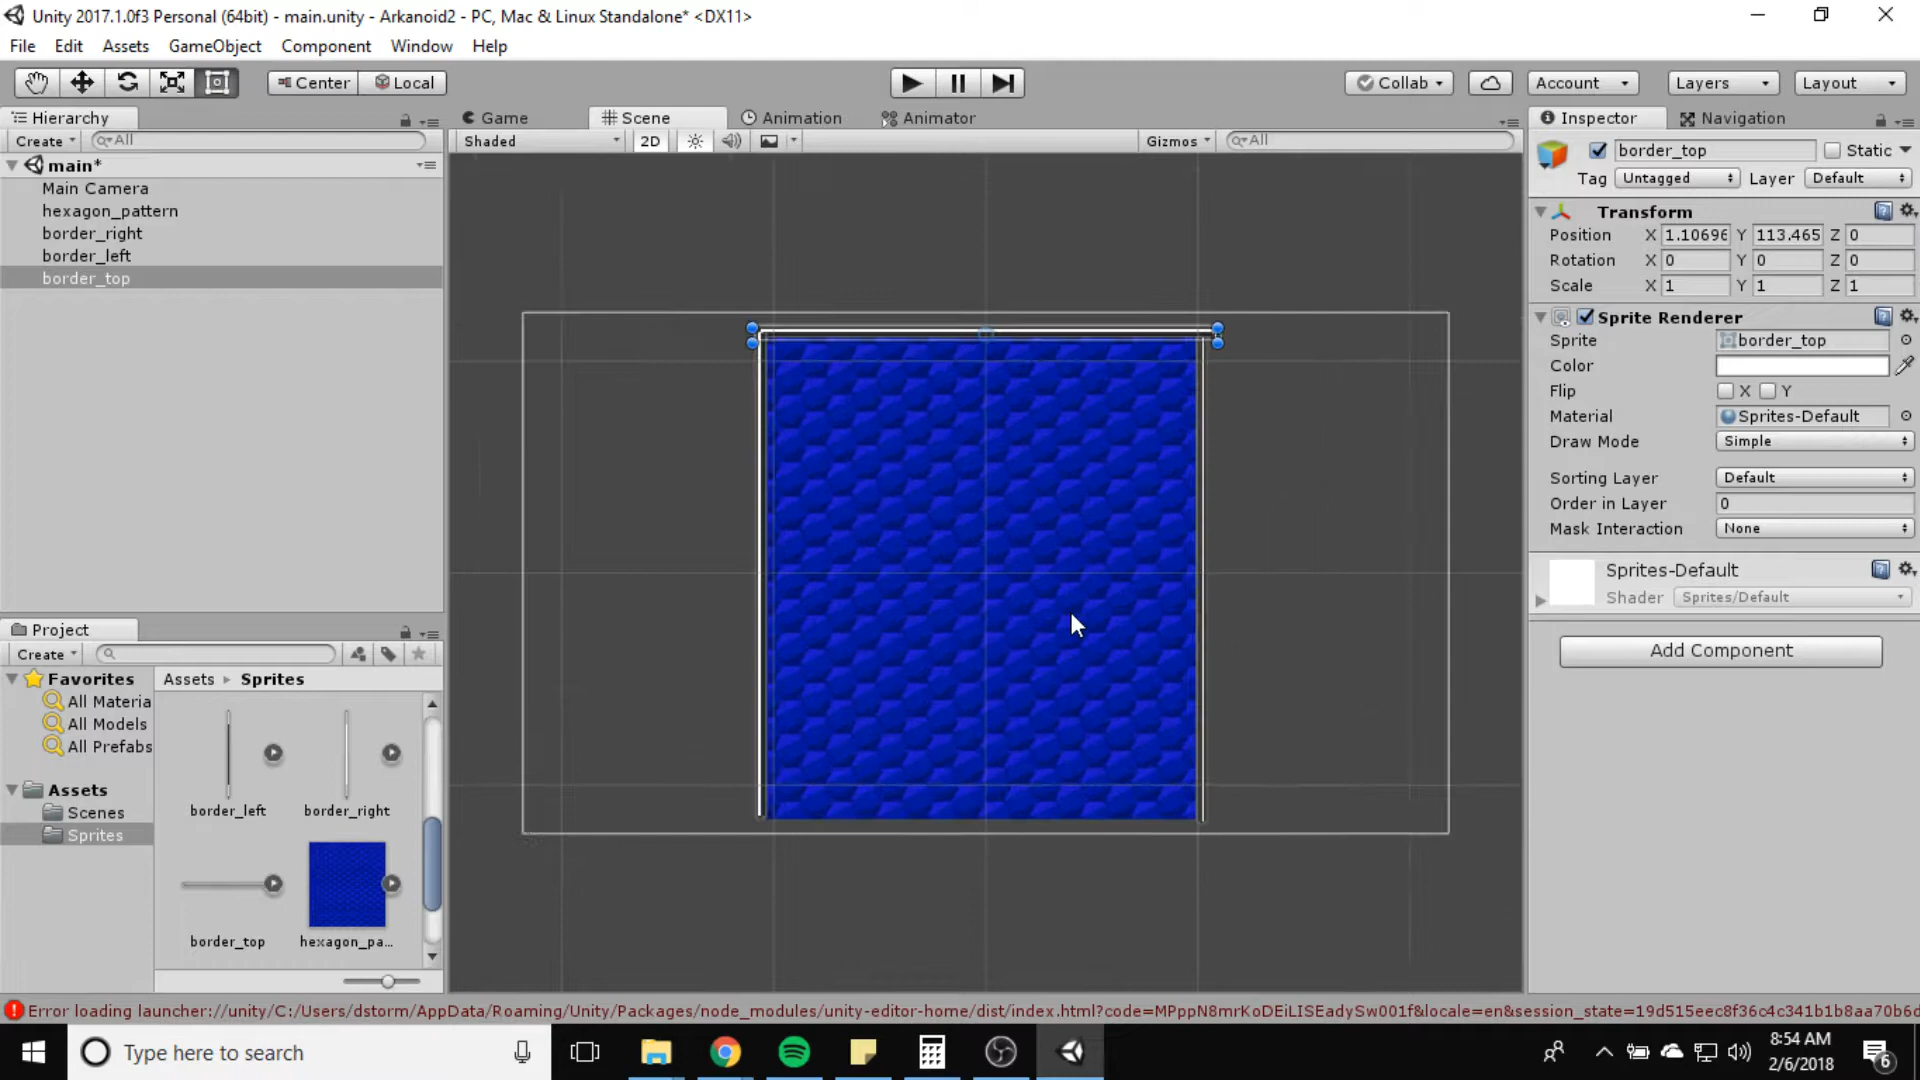 Unity 2017.1.0f3 Personal (64bit) - main.unity - Arkanoid2 - PC, Mac & Linux Standalone* <DX11>
File Edit Assets GameObject Component Window Help
Center Local Collab Account Layers Layout
Hierarchy Game Scene Animation Animator Inspector Navigation
Create All Shaded 2D Gizmos All
main*
Main Camera
hexagon_pattern
border_right
border_left
border_top
border_top Static
Tag Untagged Layer Default
Transform
Position X 1.10696 Y 113.465 Z 0
Rotation X 0 Y 0 Z 0
Scale X 1 Y 1 Z 1
Sprite Renderer
Sprite border_top
Color
Flip X Y
Material Sprites-Default
Draw Mode Simple
Sorting Layer Default
Order in Layer 0
Mask Interaction None
Sprites-Default
Shader Sprites/Default
Add Component
Project
Create
Favorites
All Materia
All Models
All Prefabs
Assets
Scenes
Sprites
Assets Sprites
border_left border_right
border_top hexagon_pa...
Error loading launcher://unity/C:/Users/dstorm/AppData/Roaming/Unity/Packages/node_modules/unity-editor-home/dist/index.html?code=MPppN8mrKoDEiLISEadySw001f&locale=en&session_state=19d515eec8f36c4c341b1b8aa70b6d
Type here to search
8:54 AM
2/6/2018
6